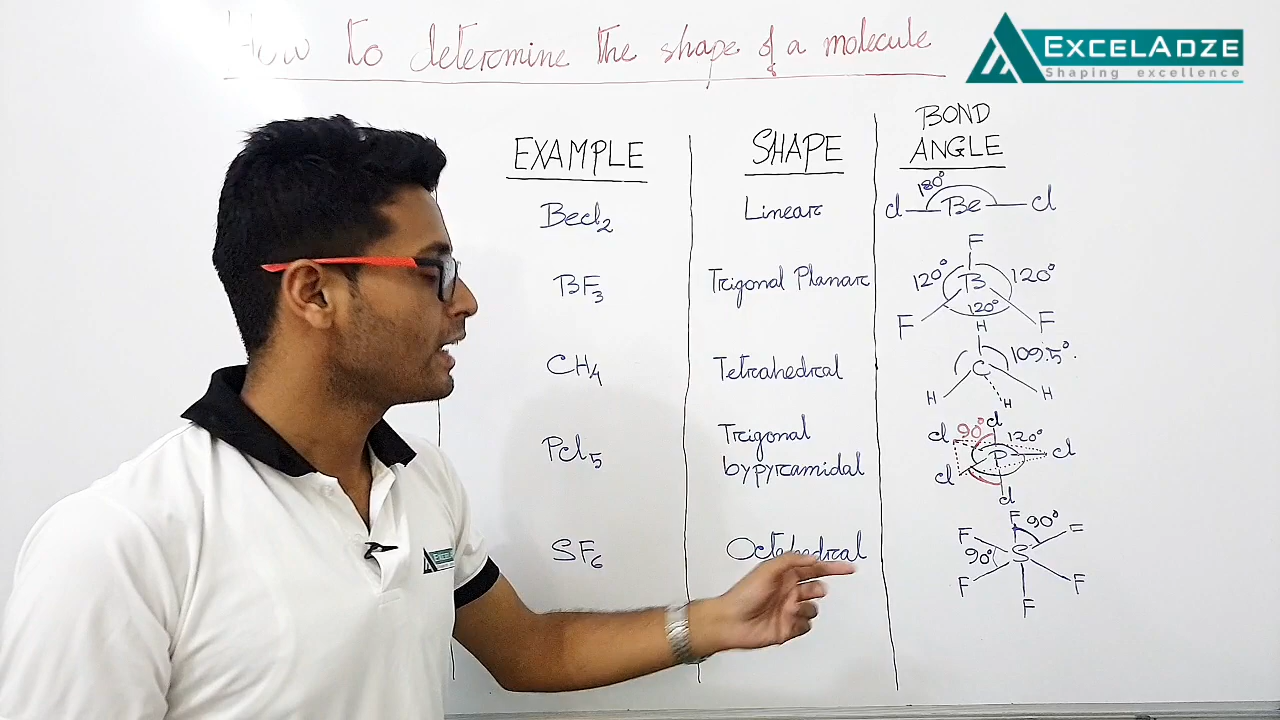 How to determine the shape of a molecule
EXCELADZE
Shaping excellence
EXAMPLE
SHAPE
BOND
ANGLE
BeCl2
Linear
180°
Cl Be Cl
BF3
Trigonal Planar
F
120° B 120°
120°
F F
CH4
Tetrahedral
H
C 109.5°
H H H
PCl5
Trigonal
bypyramidal
Cl
Cl 90° 120°
P Cl
Cl
Cl
SF6
Octahedral
F 90°
F F
90° S
F F
F